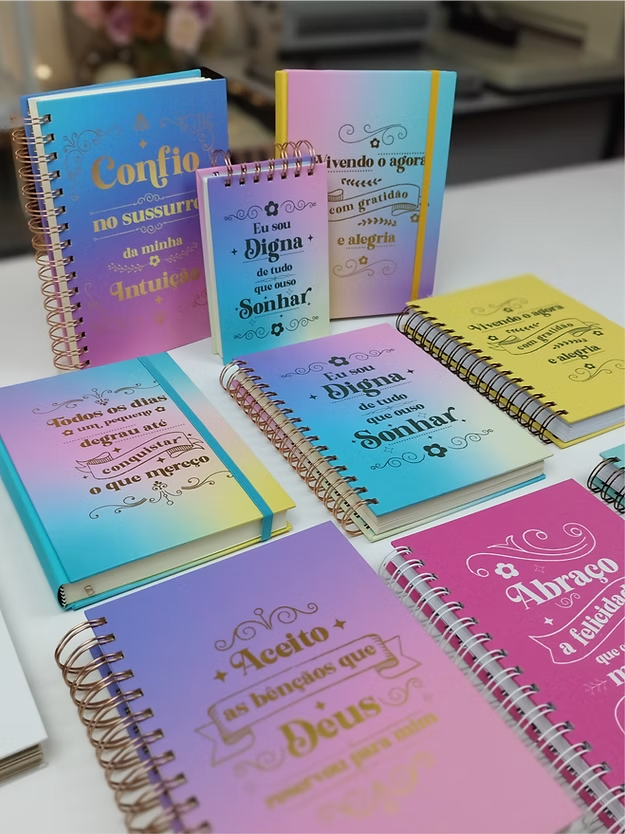 Confio
no sussurro
da minha
Intuição
Eu sou
Digna
de tudo
que ouso
Sonhar
Vivendo o agora
com gratidão
e alegria
Vivendo o agora
com gratidão
e alegria
Todos os dias
um pequeno
degrau até
conquistar
o que mereço
Eu sou
Digna
de tudo
que ouso
Sonhar
Aceito
as bênçãos que
Deus
reservou para mim
Abraço
a felicidade
que